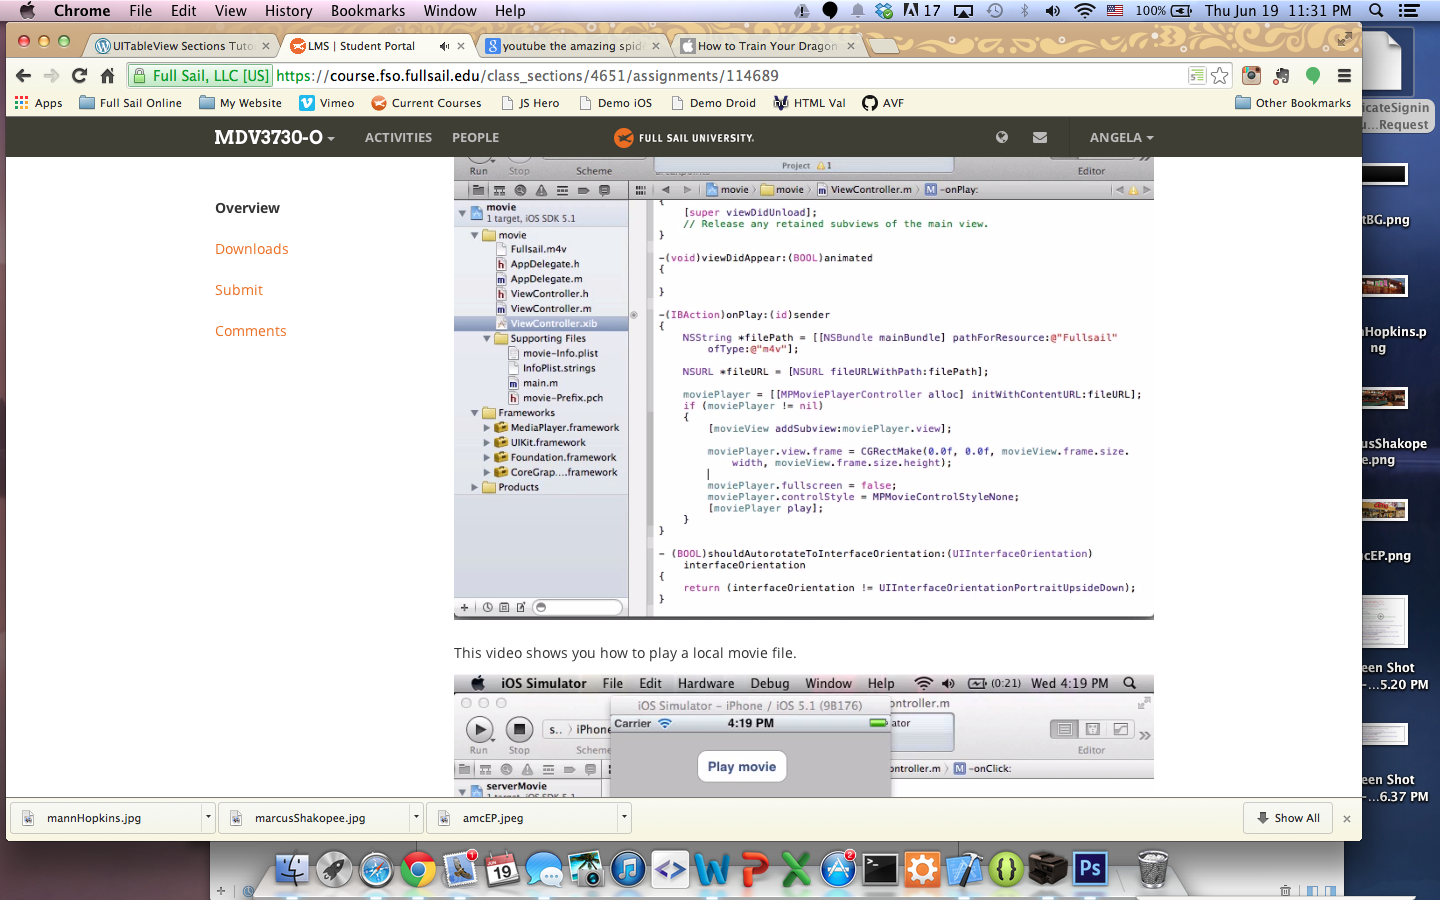 Chrome File Edit View History Bookmarks Window Help 17 100% Thu Jun 19 11:31 PM
UITableView Sections Tuto LMS | Student Portal youtube the amazing spid How to Train Your Dragon
Full Sail, LLC [US] https://course.fso.fullsail.edu/class_sections/4651/assignments/114689
Apps Full Sail Online My Website Vimeo Current Courses JS Hero Demo iOS Demo Droid HTML Val AVF Other Bookmarks
MDV3730-O ACTIVITIES PEOPLE FULL SAIL UNIVERSITY. ANGELA
Overview
Downloads
Submit
Comments
Run Stop Scheme Project 1 Editor
movie movie ViewController.m -onPlay:
movie
1 target, iOS SDK 5.1
movie
Fullsail.m4v
AppDelegate.h
AppDelegate.m
ViewController.h
ViewController.m
ViewController.xib
Supporting Files
movie-Info.plist
InfoPlist.strings
main.m
movie-Prefix.pch
Frameworks
MediaPlayer.framework
UIKit.framework
Foundation.framework
CoreGrap....framework
Products
{
[super viewDidUnload];
// Release any retained subviews of the main view.
}
-(void)viewDidAppear:(BOOL)animated
{
}
-(IBAction)onPlay:(id)sender
{
NSString *filePath = [[NSBundle mainBundle] pathForResource:@"Fullsail"
ofType:@"m4v"];
NSURL *fileURL = [NSURL fileURLWithPath:filePath];
moviePlayer = [[MPMoviePlayerController alloc] initWithContentURL:fileURL];
if (moviePlayer != nil)
{
[movieView addSubview:moviePlayer.view];
moviePlayer.view.frame = CGRectMake(0.0f, 0.0f, movieView.frame.size.
width, movieView.frame.size.height);
moviePlayer.fullscreen = false;
moviePlayer.controlStyle = MPMovieControlStyleNone;
[moviePlayer play];
}
}
- (BOOL)shouldAutorotateToInterfaceOrientation:(UIInterfaceOrientation)
interfaceOrientation
{
return (interfaceOrientation != UIInterfaceOrientationPortraitUpsideDown);
}
This video shows you how to play a local movie file.
iOS Simulator File Edit Hardware Debug Window Help (0:21) Wed 4:19 PM
iOS Simulator - iPhone / iOS 5.1 (9B176) ontroller.m
Carrier 4:19 PM ator
s.. iPhone
Run Stop Scheme Editor
Play movie
ontroller.m -onClick:
serverMovie
1 target, iOS SDK 5.1
mannHopkins.jpg marcusShakopee.jpg amcEP.jpeg Show All
icateSignin
u...Request
tBG.png
nHopkins.p
ng
usShakope
e.png
cEP.png
een Shot
-...5.20 PM
een Shot
-...6.37 PM
1 JUN 19 2 Ps